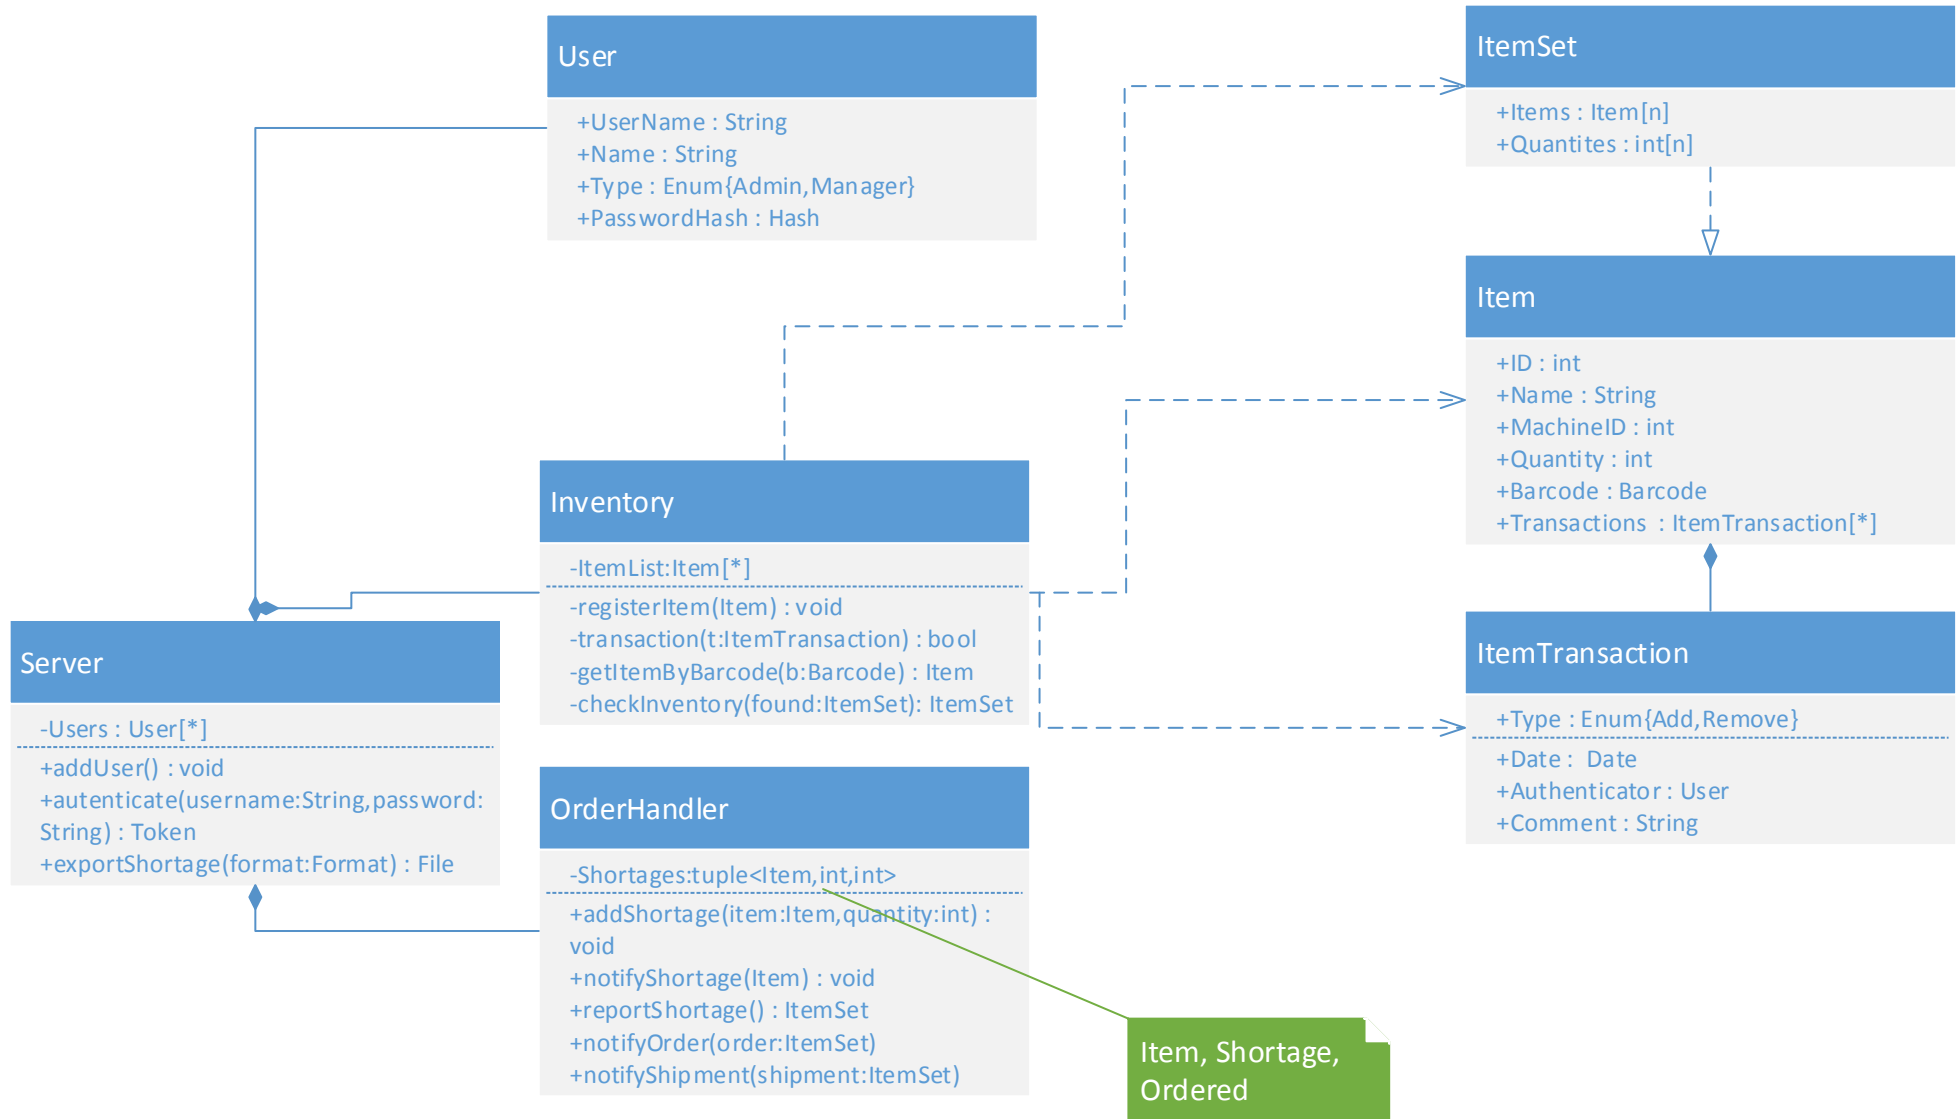 User
+UserName : String
+Name : String
+Type : Enum{Admin,Manager}
+PasswordHash : Hash
ItemSet
+Items : Item[n]
+Quantites : int[n]
Item
+ID : int
+Name : String
+MachineID : int
+Quantity : int
+Barcode : Barcode
+Transactions : ItemTransaction[*]
Inventory
-ItemList:Item[*]
-registerItem(Item) : void
-transaction(t:ItemTransaction) : bool
-getItemByBarcode(b:Barcode) : Item
-checkInventory(found:ItemSet): ItemSet
Server
-Users : User[*]
+addUser() : void
+autenticate(username:String,password:
String) : Token
+exportShortage(format:Format) : File
ItemTransaction
+Type : Enum{Add,Remove}
+Date : Date
+Authenticator : User
+Comment : String
OrderHandler
-Shortages:tuple<Item,int,int>
+addShortage(item:Item,quantity:int) :
void
+notifyShortage(Item) : void
+reportShortage() : ItemSet
+notifyOrder(order:ItemSet)
+notifyShipment(shipment:ItemSet)
Item, Shortage,
Ordered